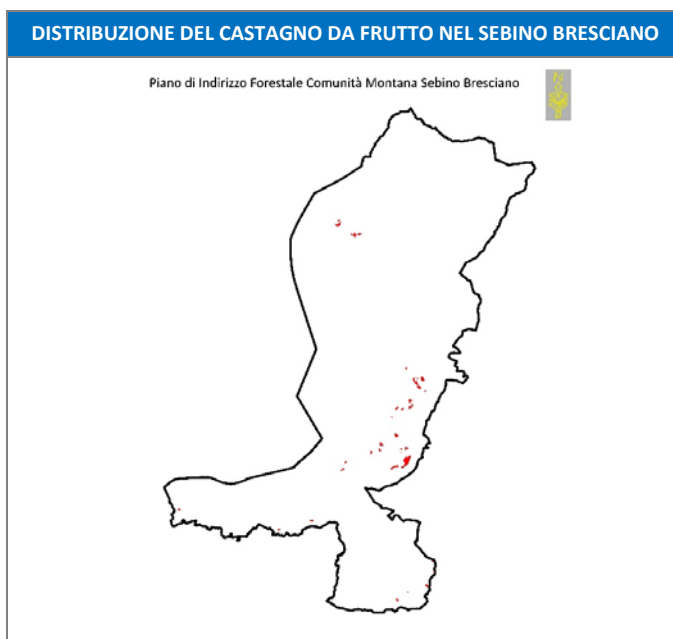 DISTRIBUZIONE DEL CASTAGNO DA FRUTTO NEL SEBINO BRESCIANO
Piano di Indirizzo Forestale Comunità Montana Sebino Bresciano